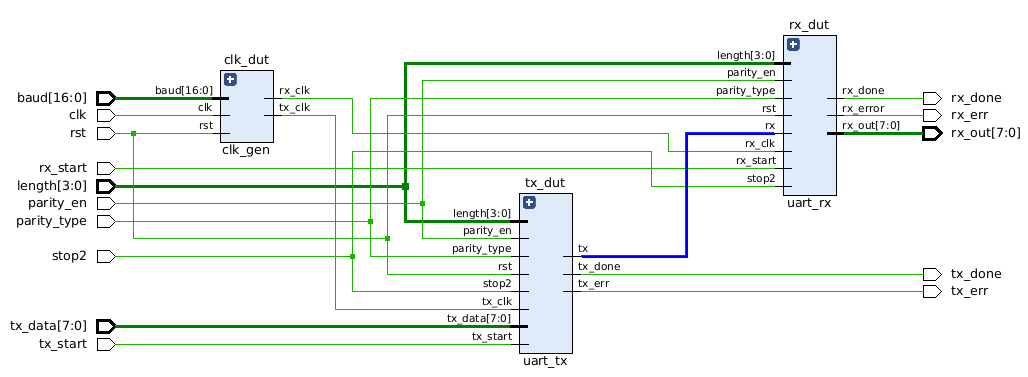 rx_dut
length[3:0]
parity_en
parity_type
rst
rx
rx_clk
rx_start
stop2
rx_done
rx_error
rx_out[7:0]
uart_rx
rx_done
rx_err
rx_out[7:0]
clk_dut
baud[16:0]
clk
rst
rx_clk
tx_clk
clk_gen
baud[16:0]
clk
rst
rx_start
length[3:0]
parity_en
parity_type
stop2
tx_data[7:0]
tx_start
tx_dut
length[3:0]
parity_en
parity_type
rst
stop2
tx_clk
tx_data[7:0]
tx_start
tx
tx_done
tx_err
uart_tx
tx_done
tx_err